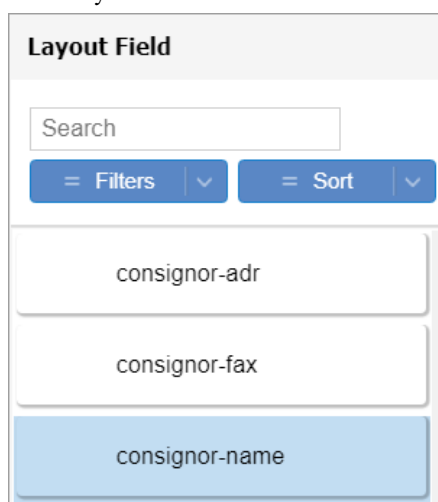 Layout Field
Search
= Filters = Sort
consignor-adr
consignor-fax
consignor-name